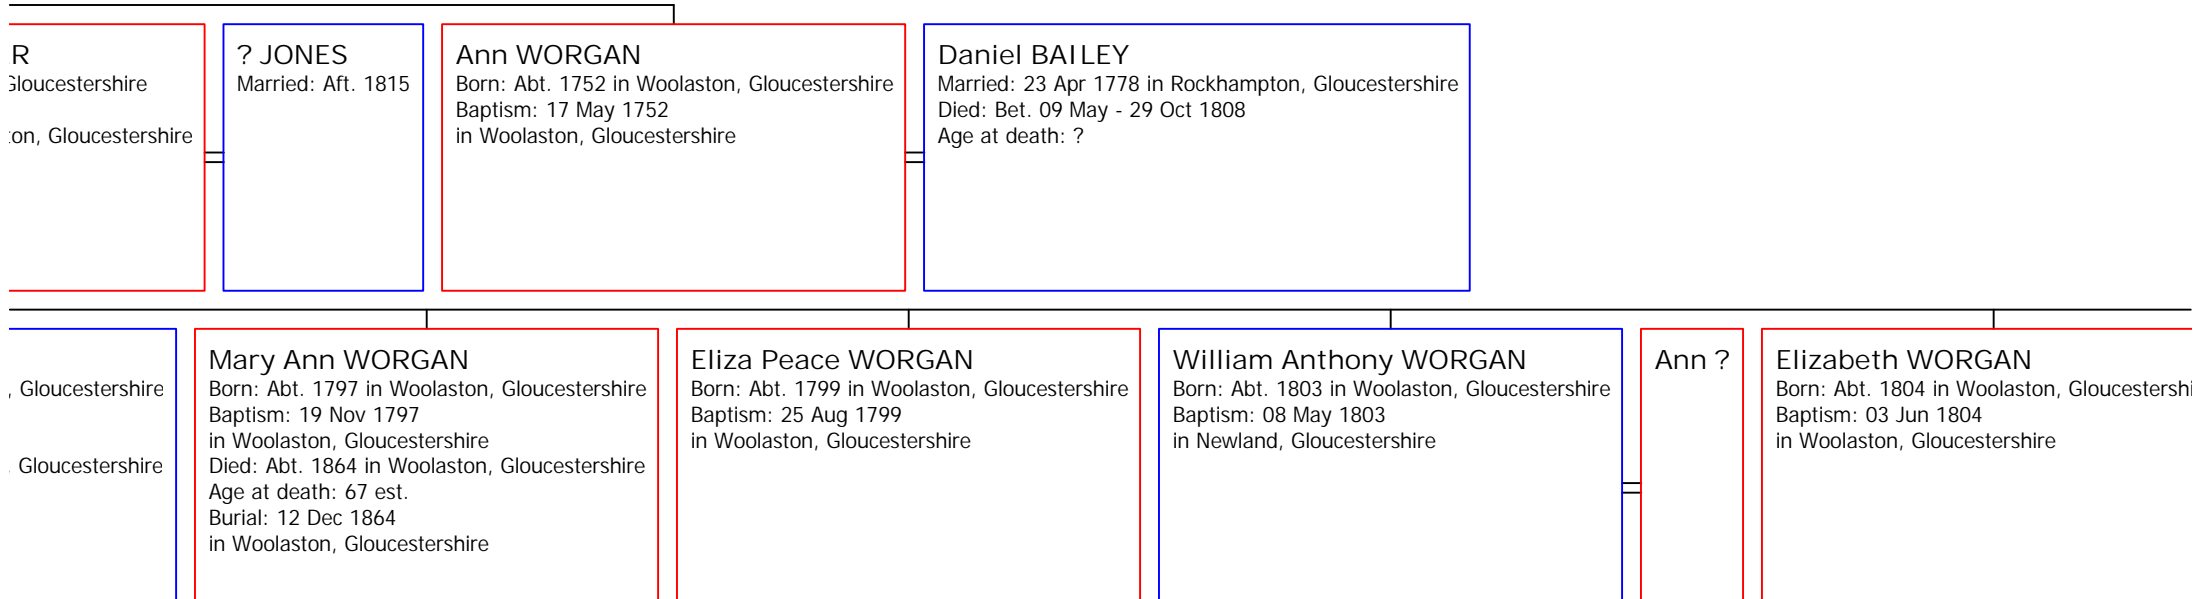 R
Gloucestershire
ton, Gloucestershire
? JONES
Married: Aft. 1815
Ann WORGAN
Born: Abt. 1752 in Woolaston, Gloucestershire
Baptism: 17 May 1752
in Woolaston, Gloucestershire
Daniel BAILEY
Married: 23 Apr 1778 in Rockhampton, Gloucestershire
Died: Bet. 09 May - 29 Oct 1808
Age at death: ?
, Gloucestershire
, Gloucestershire
Mary Ann WORGAN
Born: Abt. 1797 in Woolaston, Gloucestershire
Baptism: 19 Nov 1797
in Woolaston, Gloucestershire
Died: Abt. 1864 in Woolaston, Gloucestershire
Age at death: 67 est.
Burial: 12 Dec 1864
in Woolaston, Gloucestershire
Eliza Peace WORGAN
Born: Abt. 1799 in Woolaston, Gloucestershire
Baptism: 25 Aug 1799
in Woolaston, Gloucestershire
William Anthony WORGAN
Born: Abt. 1803 in Woolaston, Gloucestershire
Baptism: 08 May 1803
in Newland, Gloucestershire
Ann ?
Elizabeth WORGAN
Born: Abt. 1804 in Woolaston, Gloucestershi
Baptism: 03 Jun 1804
in Woolaston, Gloucestershire